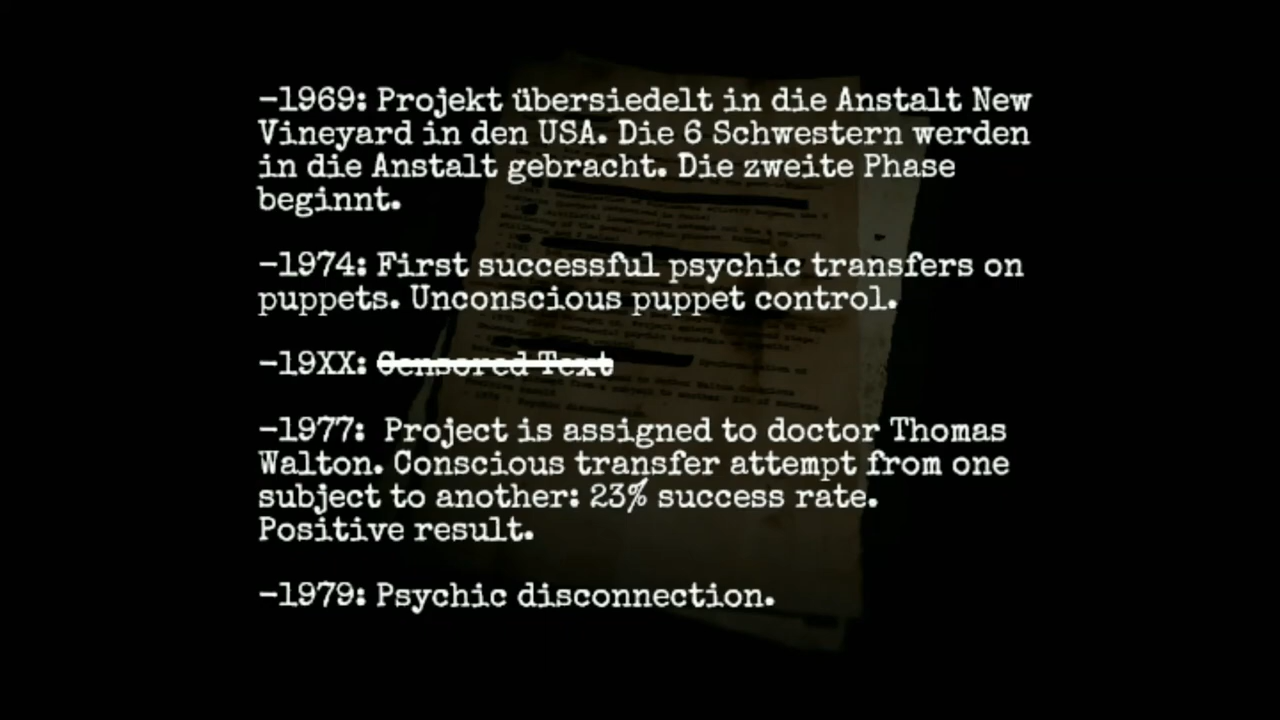 -1969: Projekt übersiedelt in die Anstalt New
Vineyard in den USA. Die 6 Schwestern werden
in die Anstalt gebracht. Die zweite Phase
beginnt.
-1974: First successful psychic transfers on
puppets. Unconscious puppet control.
-19XX: Censored Text
-1977: Project is assigned to doctor Thomas
Walton. Conscious transfer attempt from one
subject to another: 23% success rate.
Positive result.
-1979: Psychic disconnection.